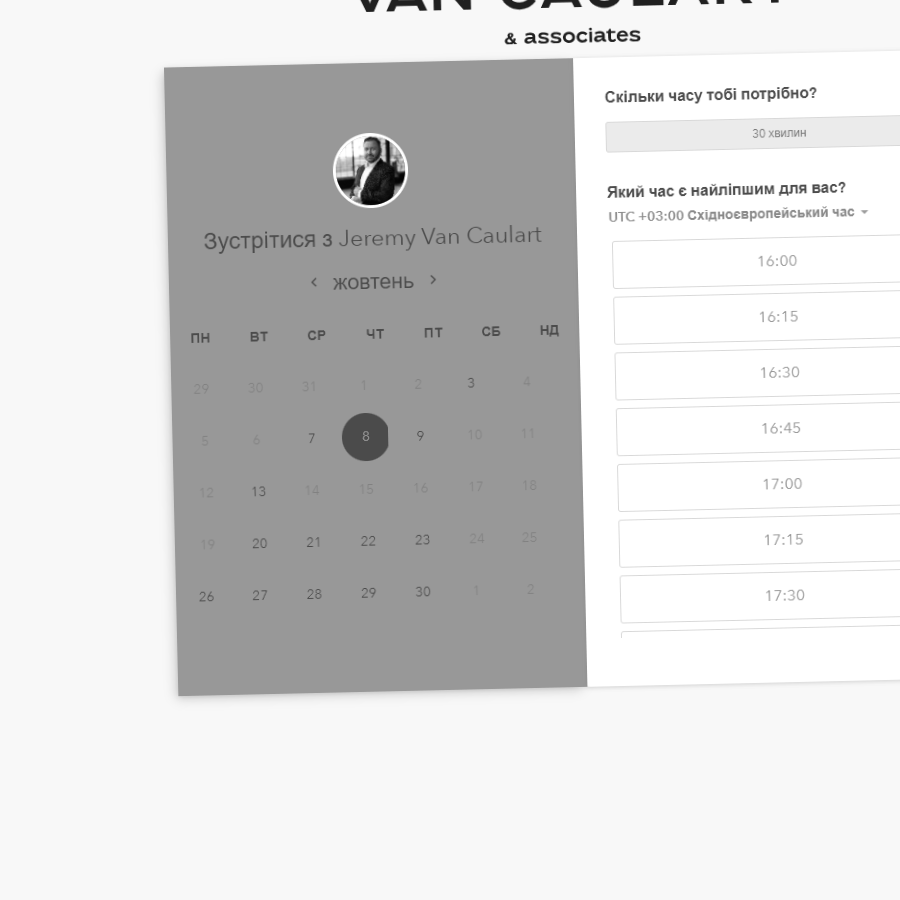 VAN CAULART
& associates
Зустрітися з Jeremy Van Caulart
жовтень
ПН ВТ СР ЧТ ПТ СБ НД
29 30 31 1 2 3 4
5 6 7 8 9 10 11
12 13 14 15 16 17 18
19 20 21 22 23 24 25
26 27 28 29 30 1 2
Скільки часу тобі потрібно?
30 хвилин
Який час є найліпшим для вас?
UTC +03:00 Східноєвропейський час
16:00
16:15
16:30
16:45
17:00
17:15
17:30